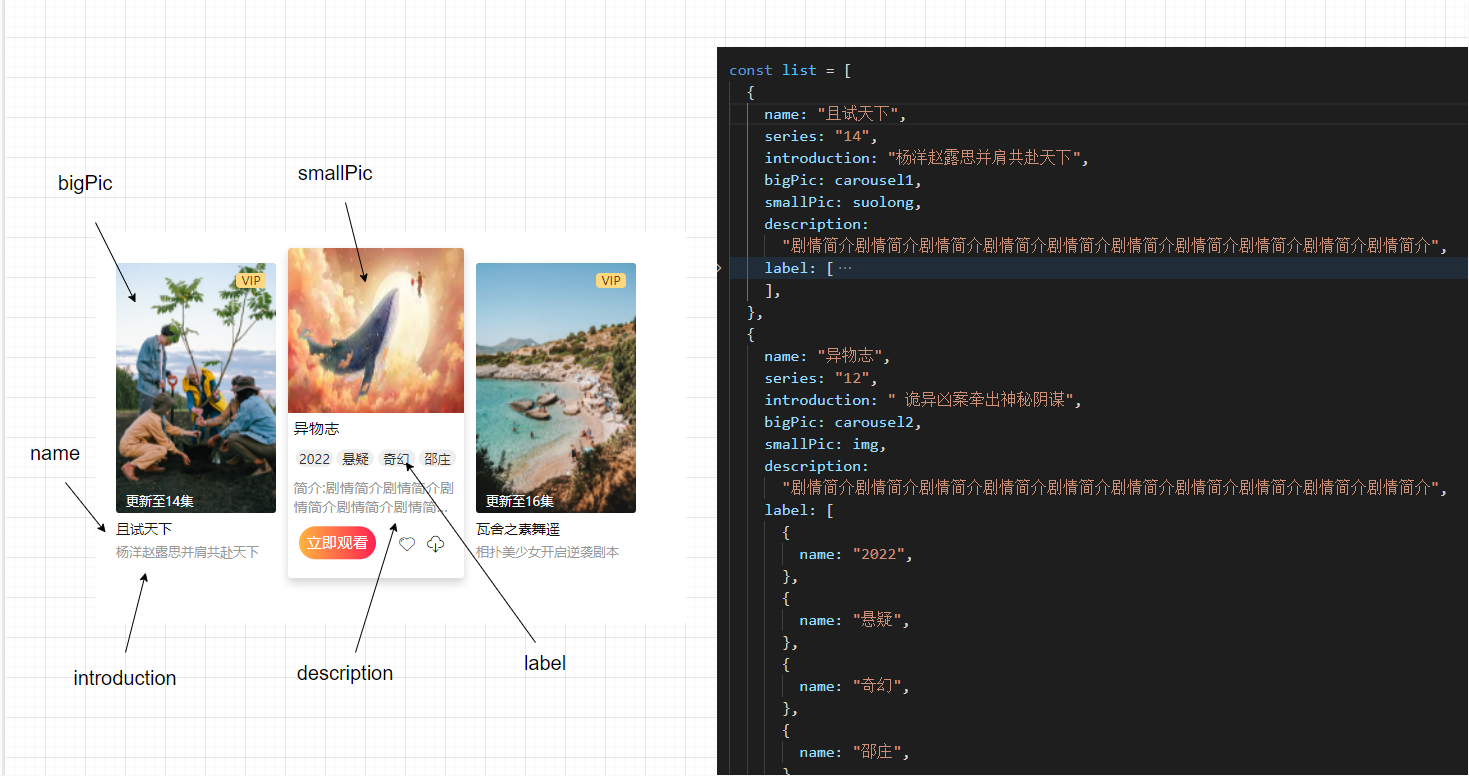 bigPic
smallPic
VIP
VIP
更新至14集
更新至16集
name
且试天下
杨洋赵露思并肩共赴天下
异物志
2022 悬疑 奇幻 邵庄
简介:剧情简介剧情简介剧
情简介剧情简介剧情简...
立即观看
瓦舍之素舞遥
相扑美少女开启逆袭剧本
introduction
description
label
const list = [
{
name: "且试天下",
series: "14",
introduction: "杨洋赵露思并肩共赴天下",
bigPic: carousel1,
smallPic: suolong,
description:
"剧情简介剧情简介剧情简介剧情简介剧情简介剧情简介剧情简介剧情简介剧情简介剧情简介",
label: [ ···
],
},
{
name: "异物志",
series: "12",
introduction: " 诡异凶案牵出神秘阴谋",
bigPic: carousel2,
smallPic: img,
description:
"剧情简介剧情简介剧情简介剧情简介剧情简介剧情简介剧情简介剧情简介剧情简介剧情简介",
label: [
{
name: "2022",
},
{
name: "悬疑",
},
{
name: "奇幻",
},
{
name: "邵庄",